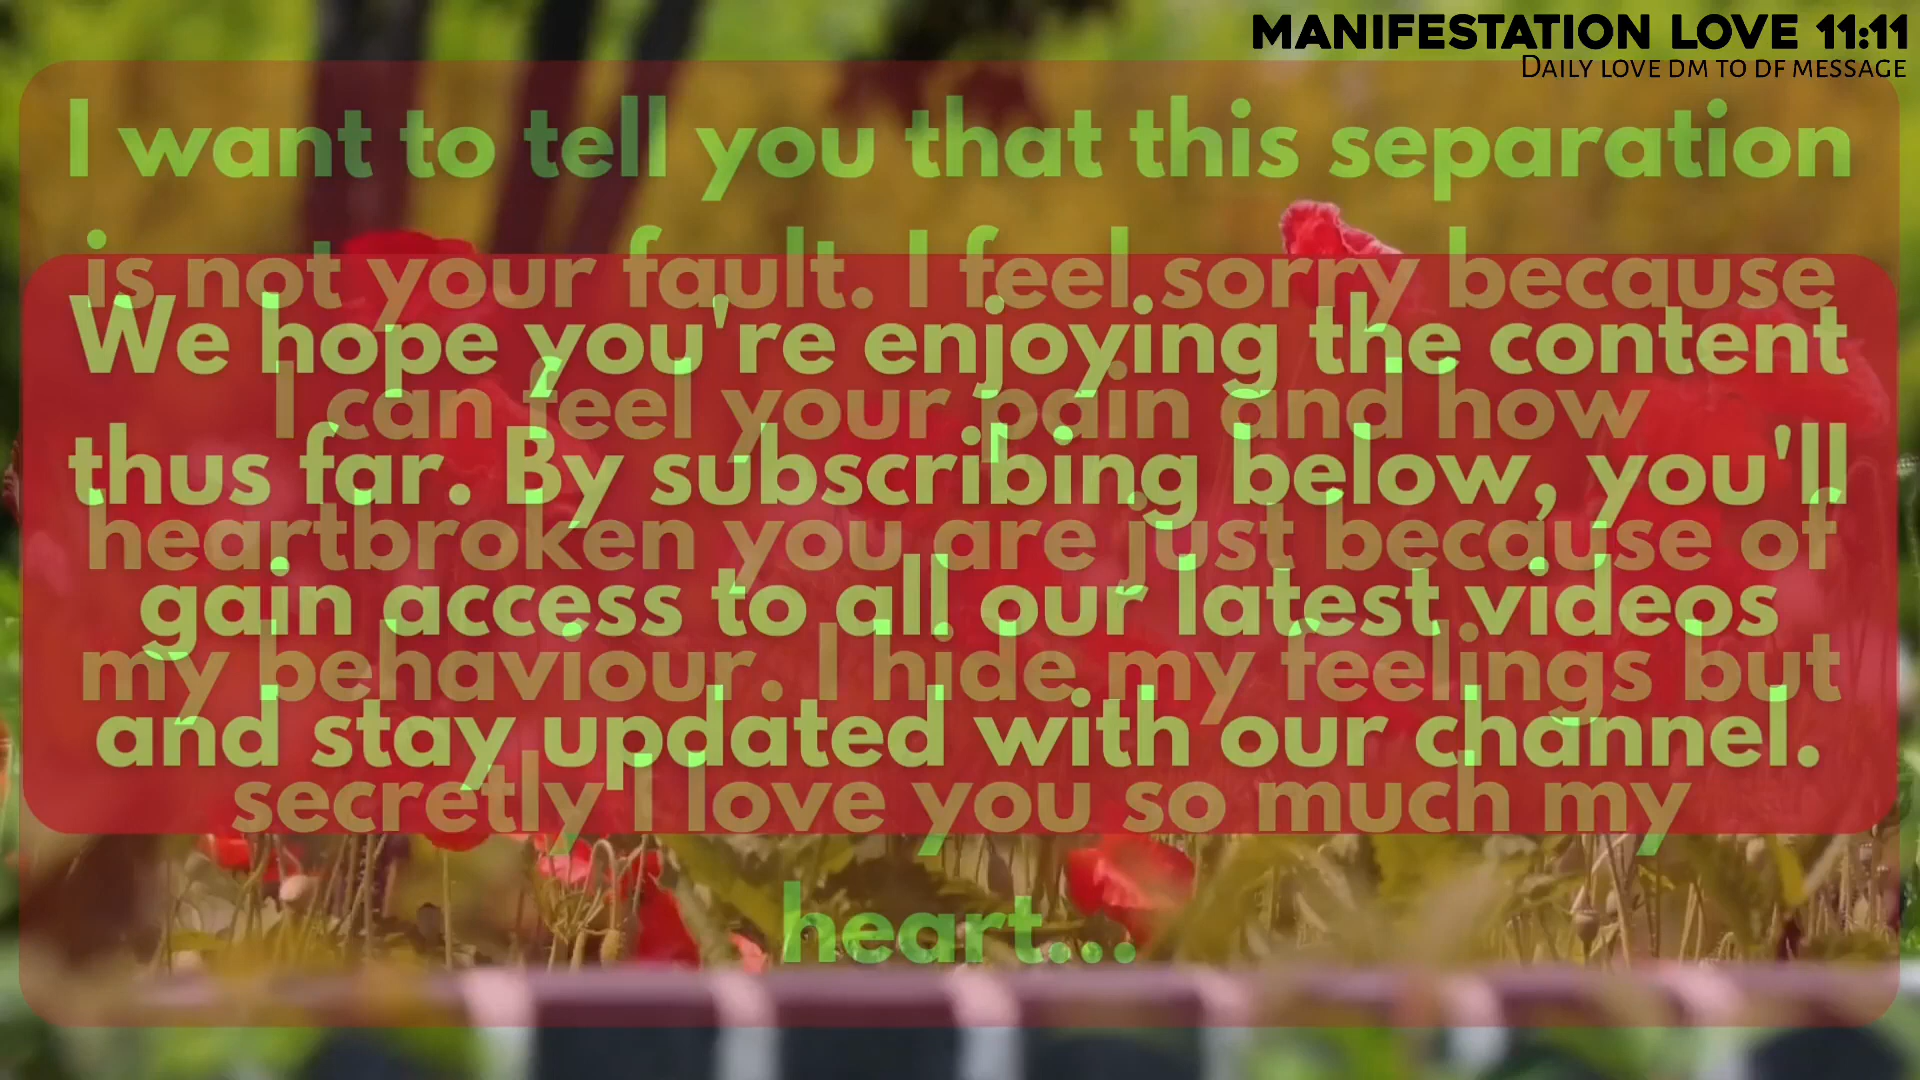 MANIFESTATION LOVE 11:11
DAILY LOVE DM TO DF MESSAGE
I want to tell you that this separation
is not your fault. I feel sorry because
I can feel your pain and how
heartbroken you are just because of
my behaviour. I hide my feelings but
secretly I love you so much my
heart...
We hope you're enjoying the content
thus far. By subscribing below, you'll
gain access to all our latest videos
and stay updated with our channel.